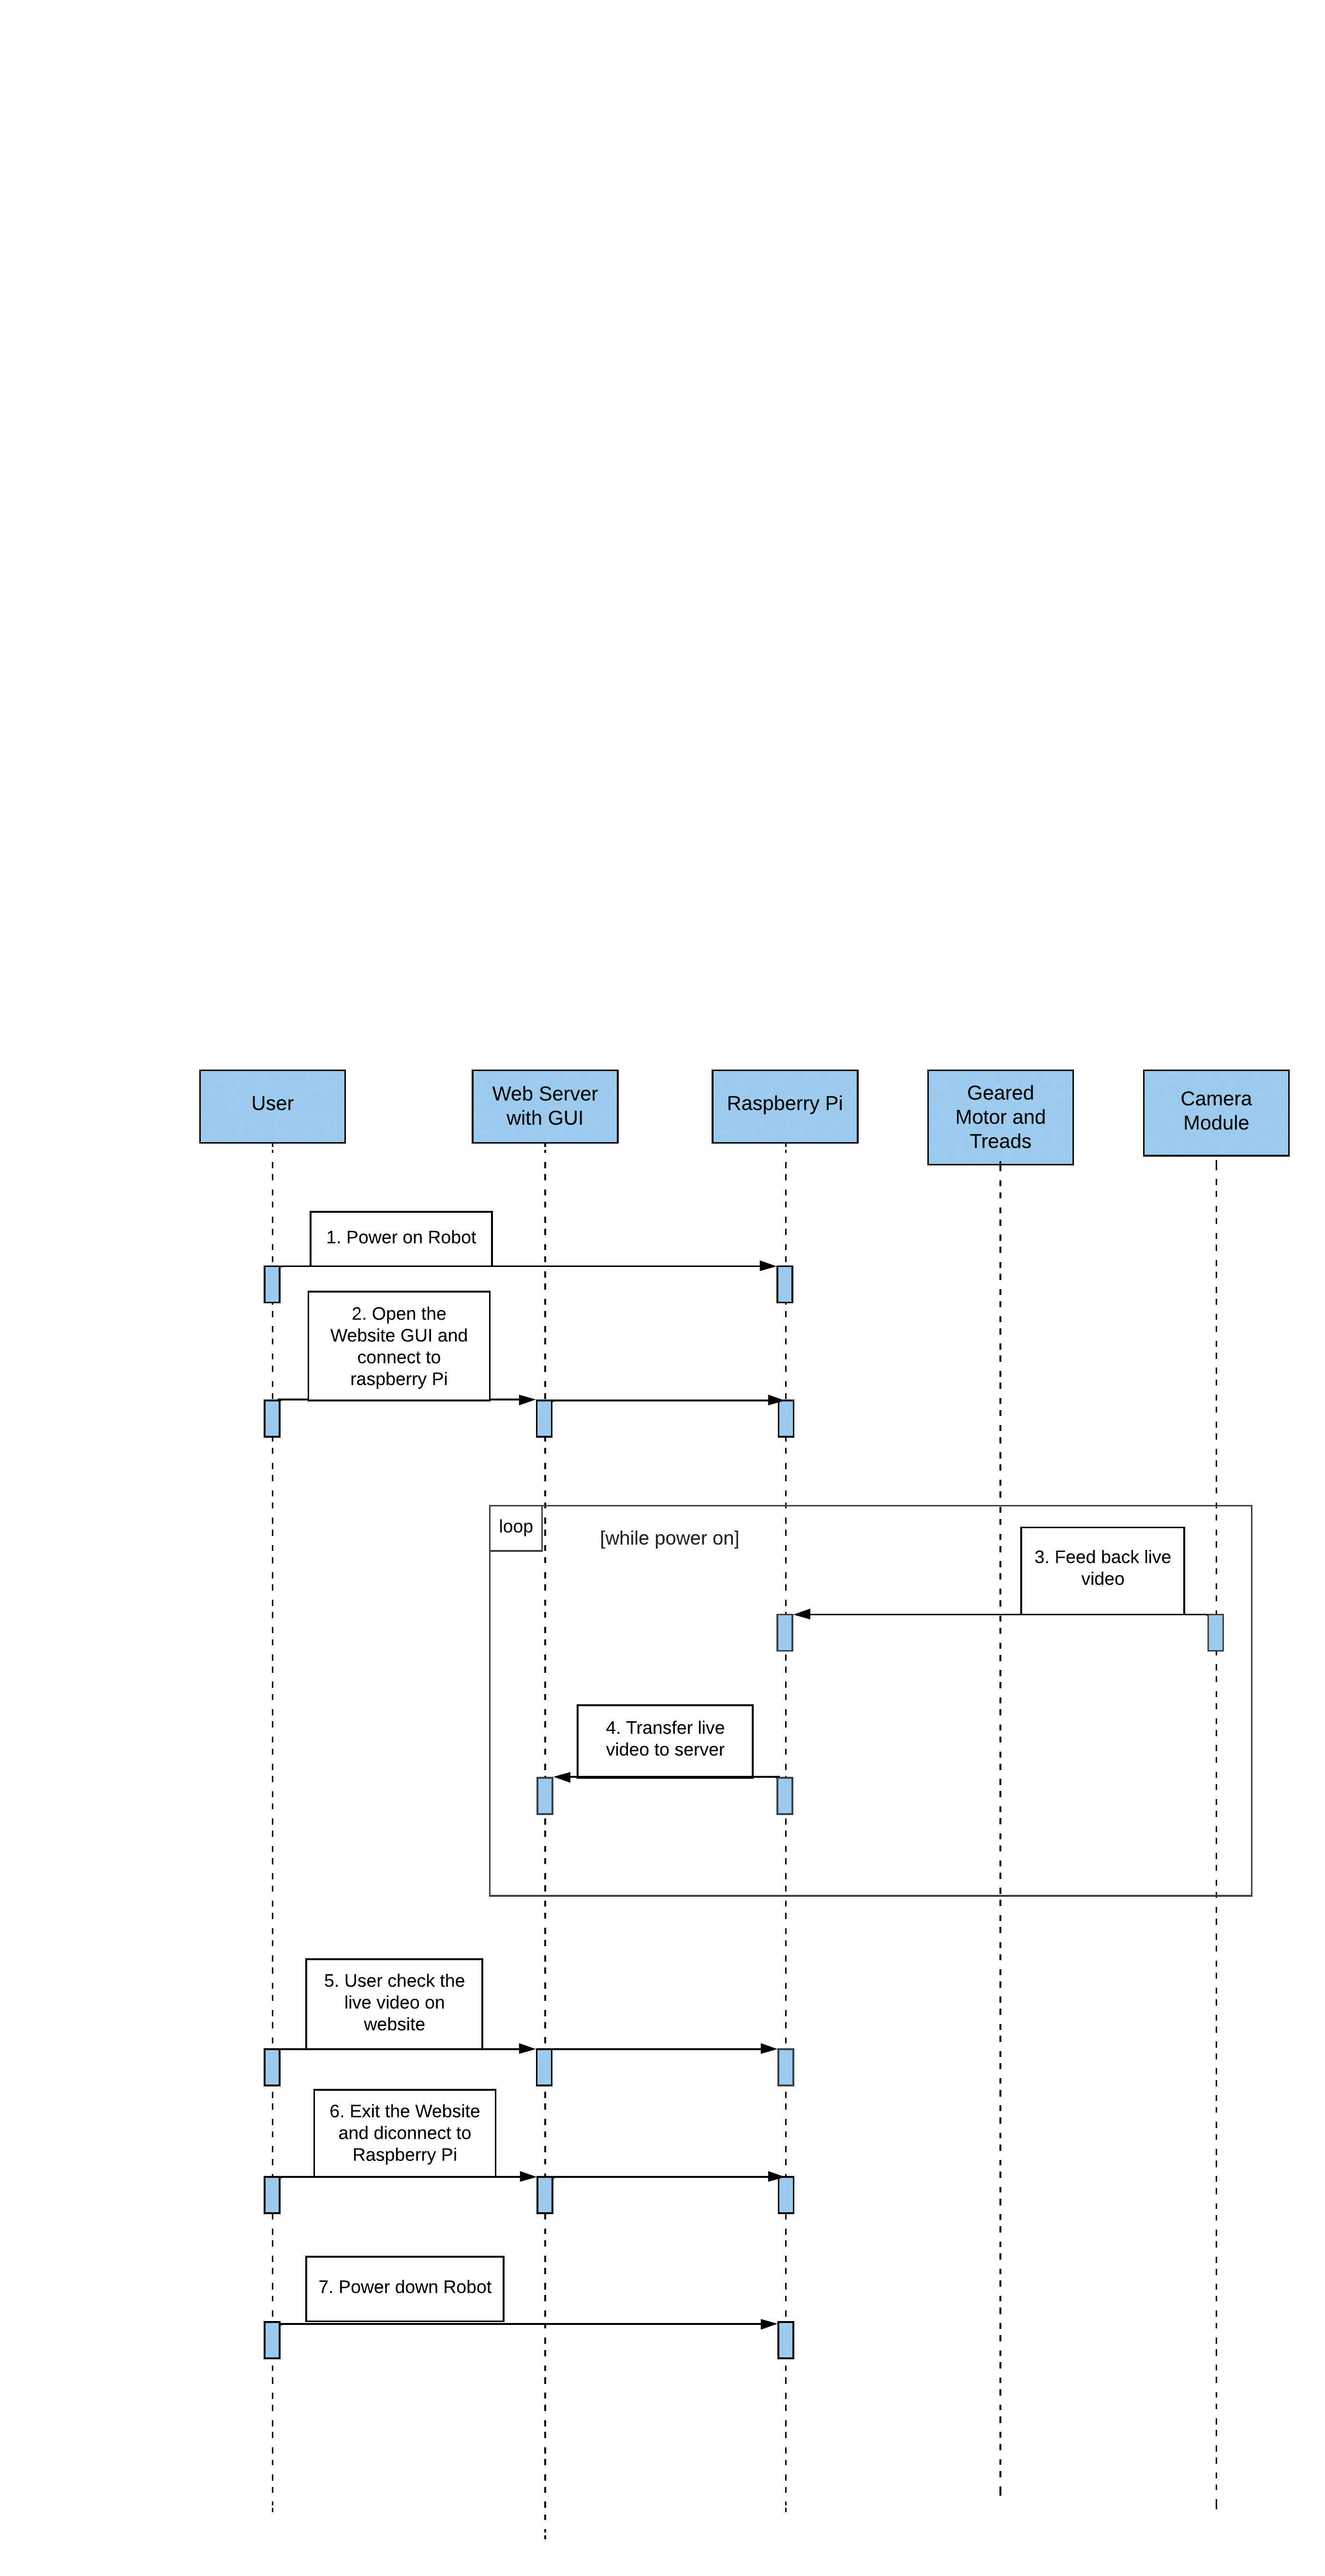 User
Web Server
with GUI
Raspberry Pi
Geared
Motor and
Treads
Camera
Module
1. Power on Robot
2. Open the
Website GUI and
connect to
raspberry Pi
loop
[while power on]
3. Feed back live
video
4. Transfer live
video to server
5. User check the
live video on
website
6. Exit the Website
and diconnect to
Raspberry Pi
7. Power down Robot